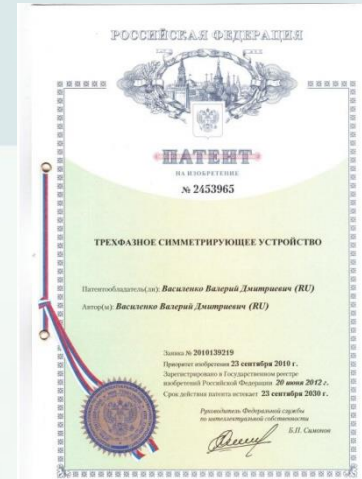 РОССИЙСКАЯ ФЕДЕРАЦИЯ
ПАТЕНТ
НА ИЗОБРЕТЕНИЕ
№ 2453965
ТРЕХФАЗНОЕ СИММЕТРИРУЮЩЕЕ УСТРОЙСТВО
Патентообладатель(ли): Василенко Валерий Дмитриевич (RU)
Автор(ы): Василенко Валерий Дмитриевич (RU)
Заявка № 2010139219
Приоритет изобретения 23 сентября 2010 г.
Зарегистрировано в Государственном реестре
изобретений Российской Федерации 20 июня 2012 г.
Срок действия патента истекает 23 сентября 2030 г.
Руководитель Федеральной службы
по интеллектуальной собственности
Б.П. Симонов